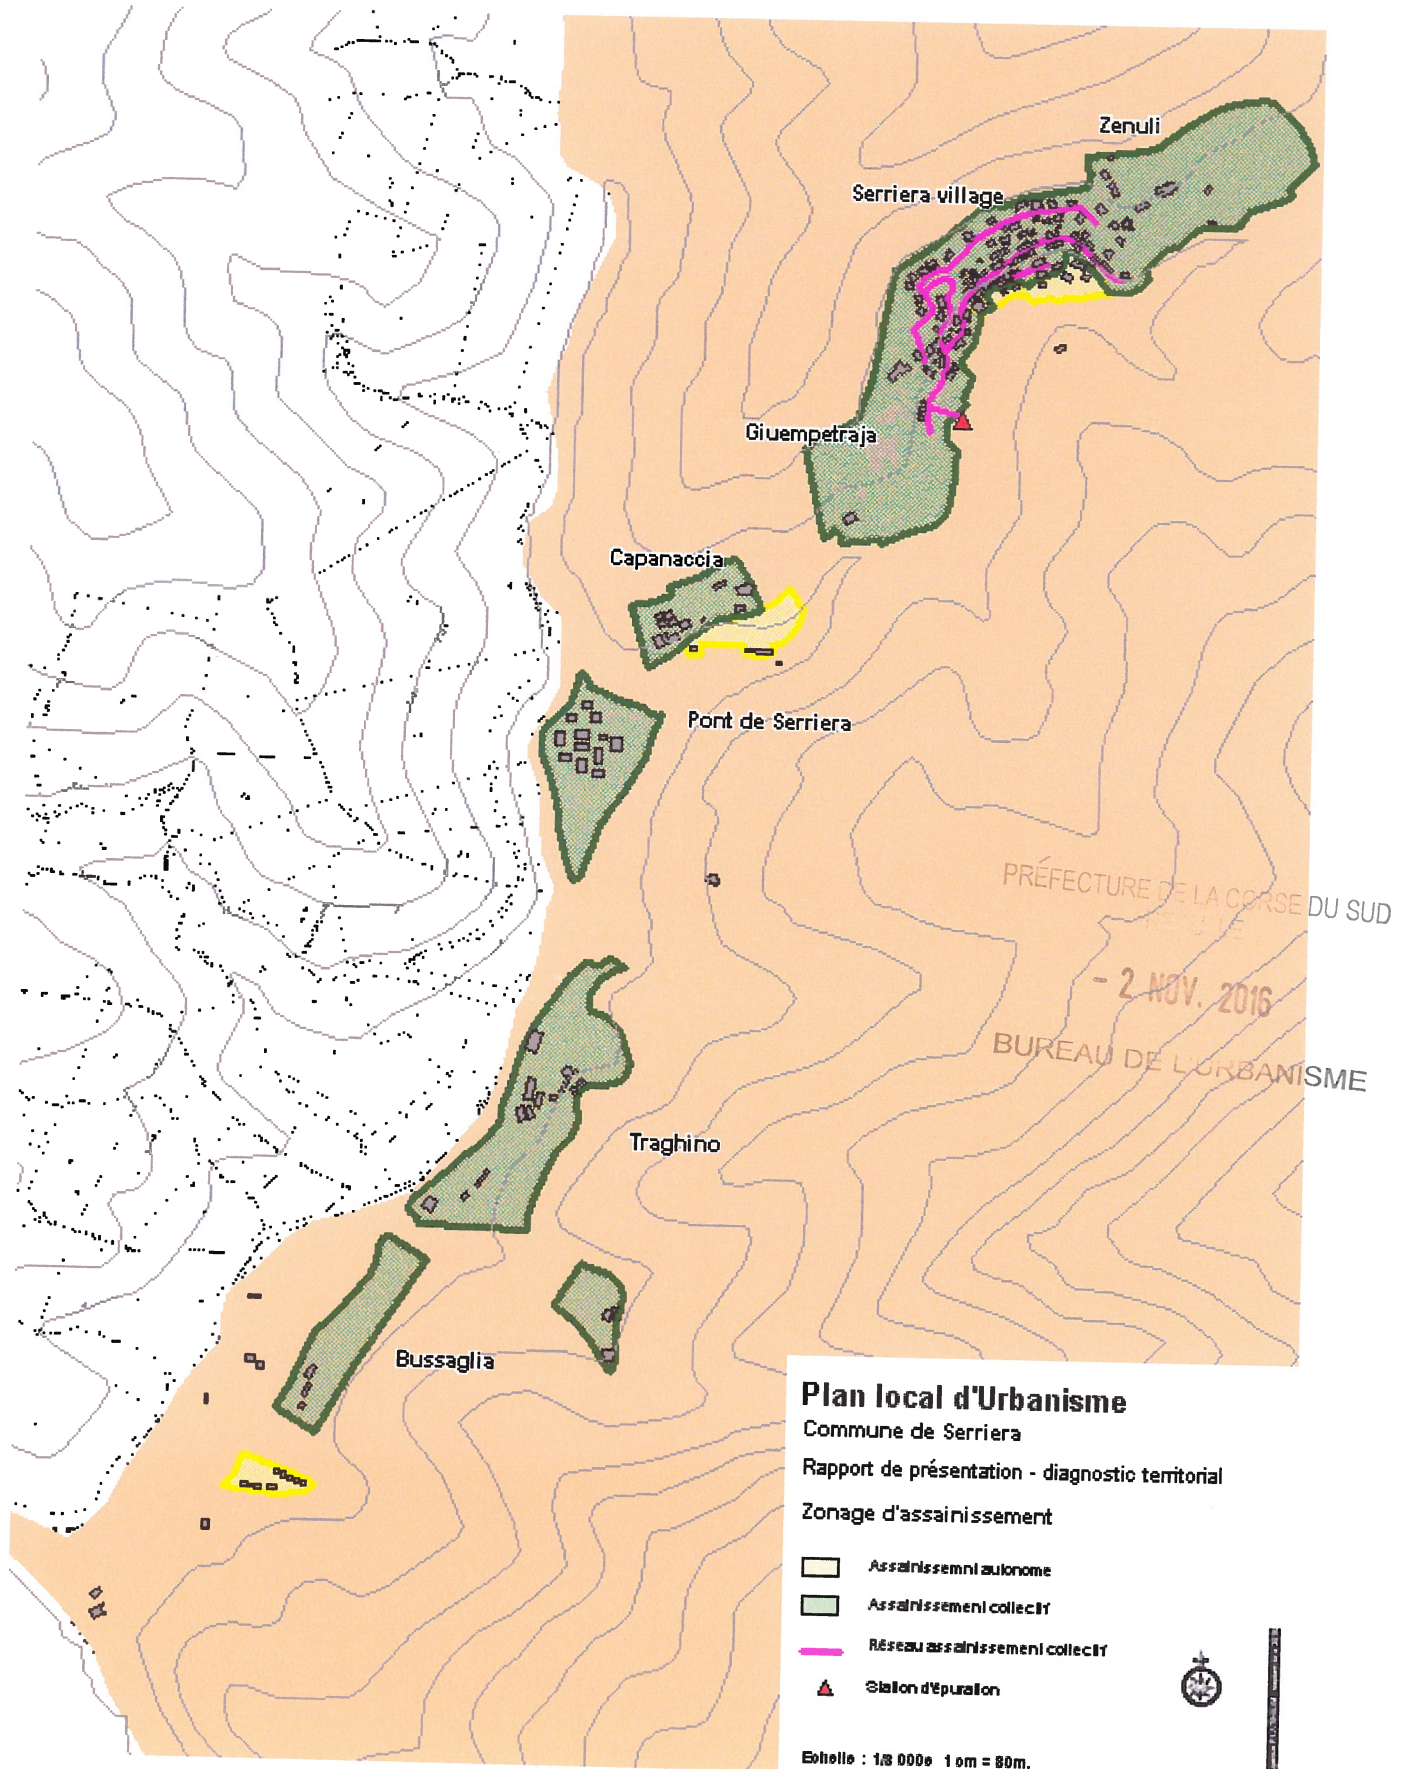 Zenuli
Serriera village
Giuempetraja
Capanaccia
Pont de Serriera
PRÉFECTURE DE LA CORSE DU SUD
- 2 NOV. 2016
BUREAU DE L'URBANISME
Traghino
Bussaglia
Plan local d'Urbanisme
Commune de Serriera
Rapport de présentation - diagnostic territorial
Zonage d'assainissement
Assainissemnt autonome
Assainissement collectif
Réseau assainissement collectif
Station d'épuration
Echelle : 1/8 000e 1 cm = 80m.